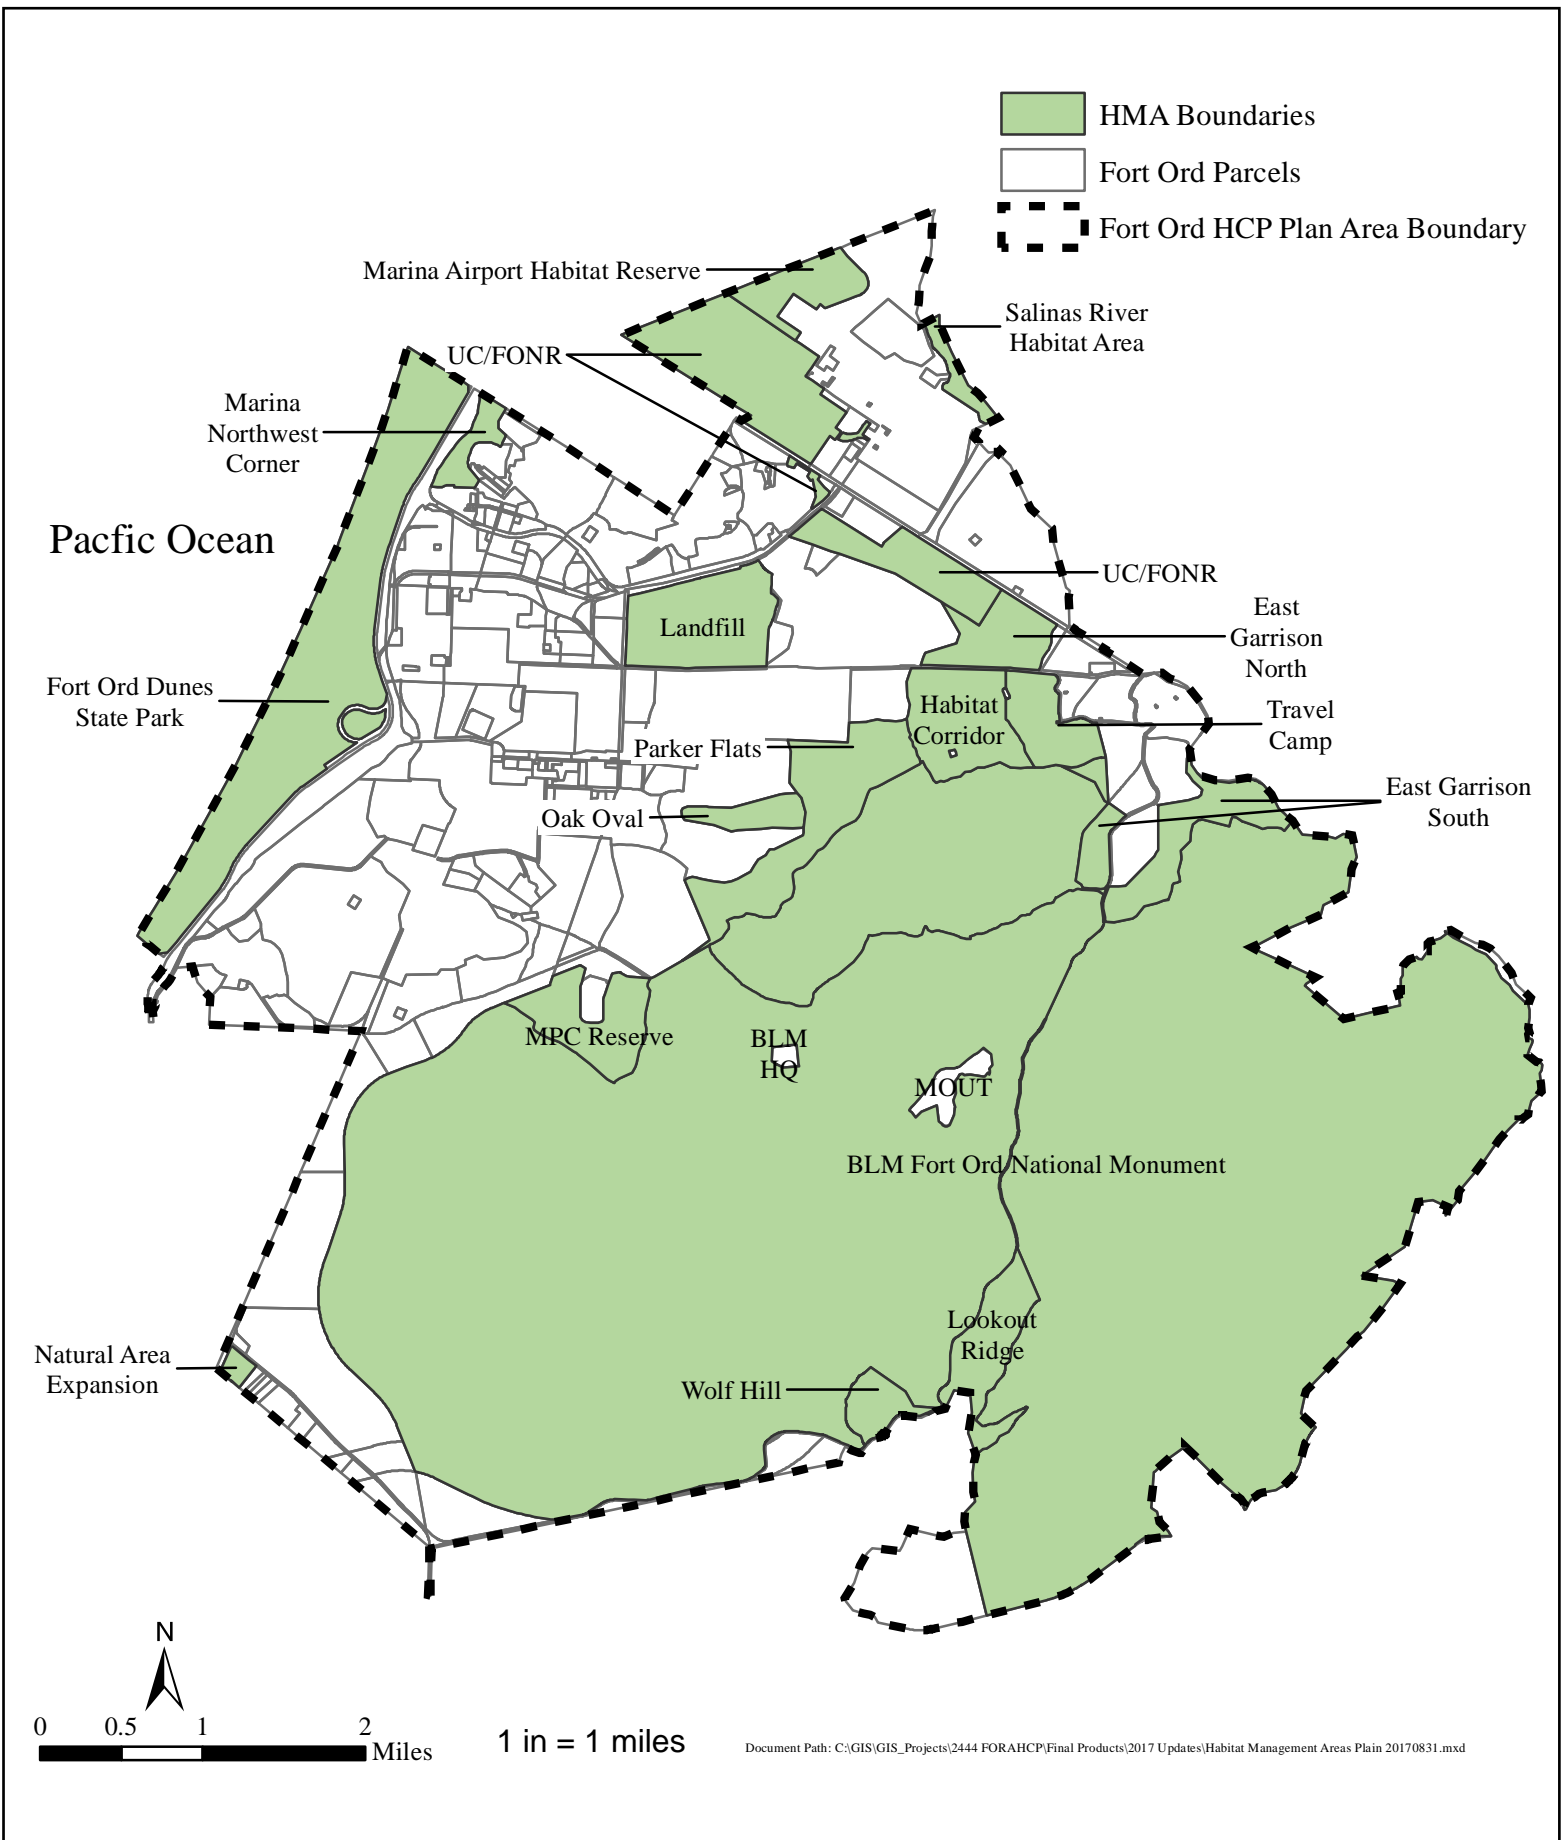 HMA Boundaries
Fort Ord Parcels
Fort Ord HCP Plan Area Boundary
Marina Airport Habitat Reserve
Salinas River
Habitat Area
UC/FONR
Marina
Northwest
Corner
Pacfic Ocean
UC/FONR
East
Garrison
North
Landfill
Fort Ord Dunes
State Park
Habitat
Corridor
Travel
Camp
Parker Flats
East Garrison
South
Oak Oval
MPC Reserve
BLM
HQ
MOUT
BLM Fort Ord National Monument
Lookout
Ridge
Natural Area
Expansion
Wolf Hill
N
0 0.5 1 2
Miles
1 in = 1 miles
Document Path: C:\GIS\GIS_Projects\2444 FORAHCP\Final Products\2017 Updates\Habitat Management Areas Plain 20170831.mxd